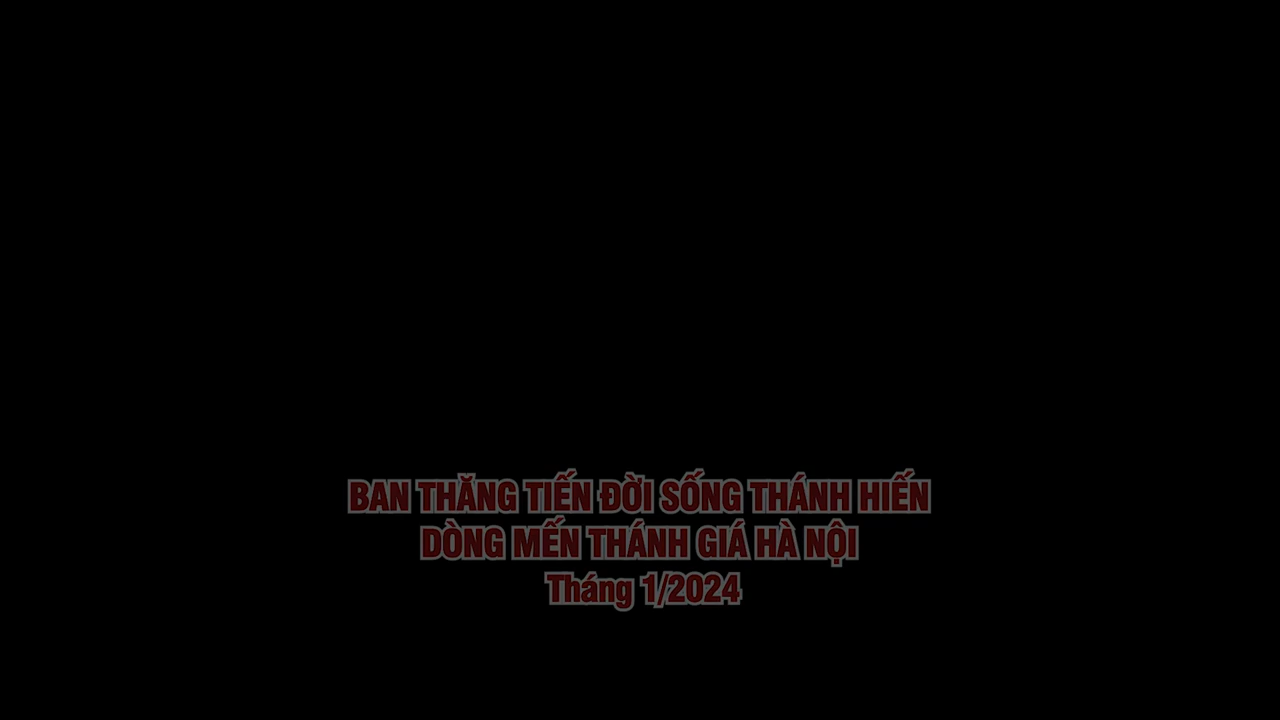 BAN THĂNG TIẾN ĐỜI SỐNG THÁNH HIẾN
DÒNG MẾN THÁNH GIÁ HÀ NỘI
Tháng 1/2024